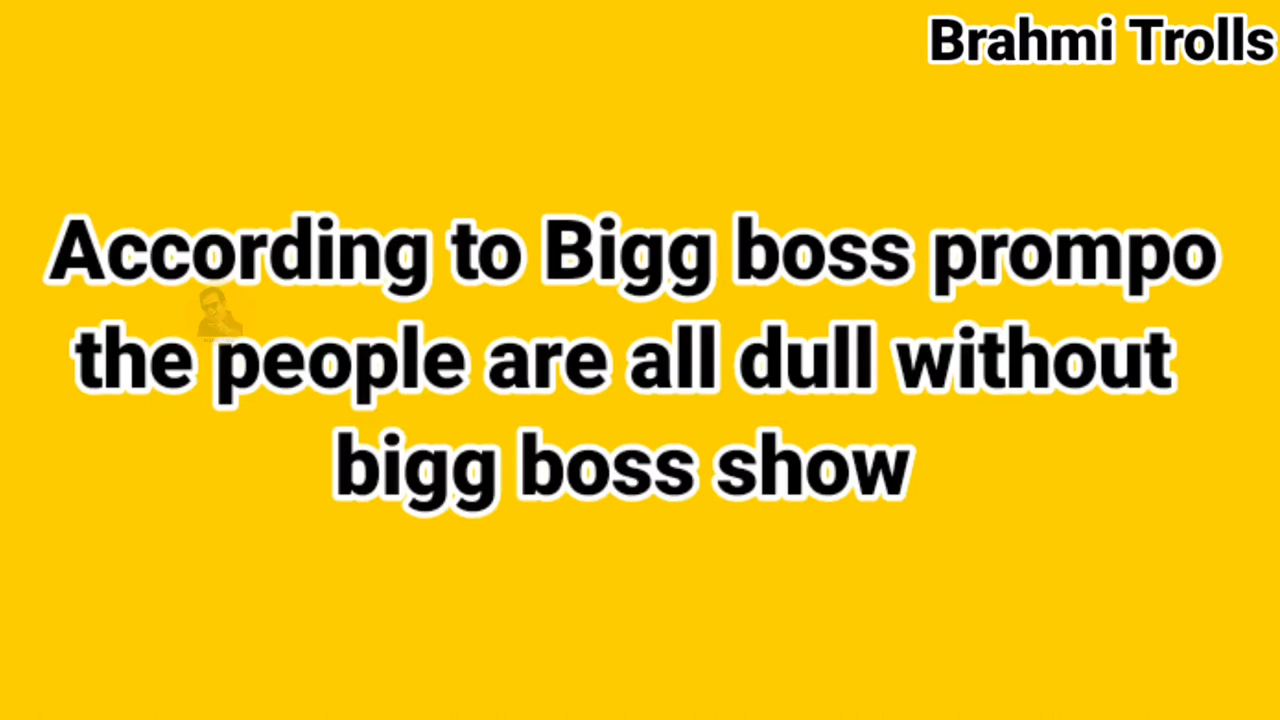 Brahmi Trolls
According to Bigg boss prompo
the people are all dull without
bigg boss show